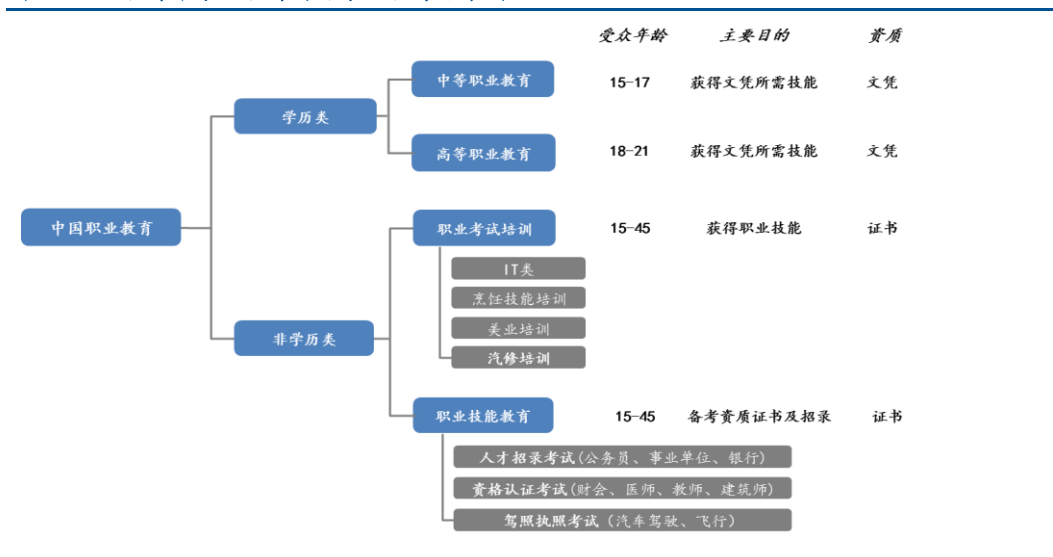 受众年龄 主要目的 资质
中等职业教育 15-17 获得文凭所需技能 文凭
学历类
高等职业教育 18-21 获得文凭所需技能 文凭
中国职业教育
职业考试培训 15-45 获得职业技能 证书
IT类
烹饪技能培训
美业培训
非学历类
汽修培训
职业技能教育 15-45 备考资质证书及招录 证书
人才招录考试(公务员、事业单位、银行)
资格认证考试(财会、医师、教师、建筑师)
驾照执照考试（汽车驾驶、飞行）